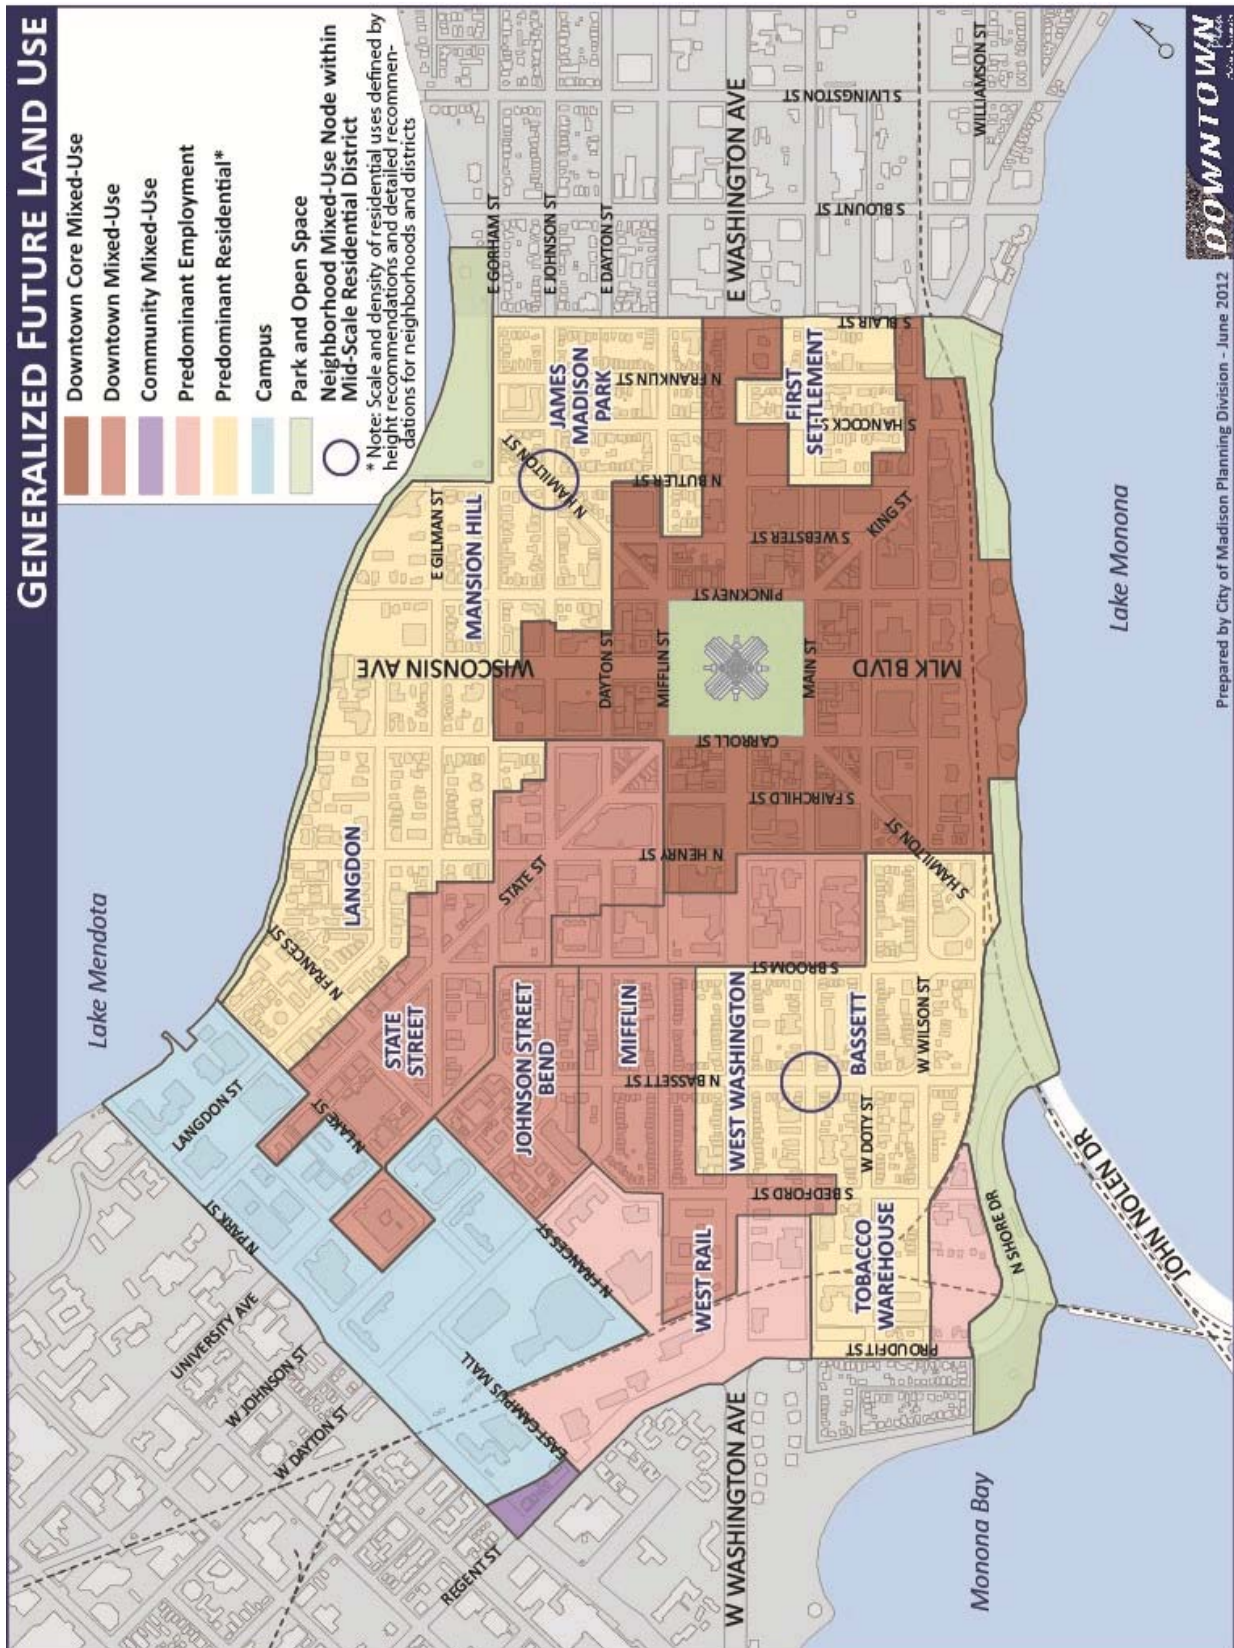 GENERALIZED FUTURE LAND USE
Downtown Core Mixed-Use
Downtown Mixed-Use
Community Mixed-Use
Predominant Employment
Predominant Residential*
Campus
Park and Open Space
Neighborhood Mixed-Use Node within
Mid-Scale Residential District
* Note: Scale and density of residential uses defined by
height recommendations and detailed recommen-
dations for neighborhoods and districts
Lake Mendota
LANGDON ST
N PARK ST
UNIVERSITY AVE
W JOHNSON ST
W DAYTON ST
REGENT ST
EAST CAMPUS MALL
N LAKE ST
N FRANCES ST
N FRANCES ST
LANGDON
STATE
STREET
STATE ST
JOHNSON STREET
BEND
MIFFLIN
N BASSETT ST
WEST WASHINGTON
WEST RAIL
BASSETT
TOBACCO
WAREHOUSE
S BEDFORD ST
S BROOM ST
W DOTY ST
W WILSON ST
PROUDFIT ST
N SHORE DR
JOHN NOLEN DR
W WASHINGTON AVE
Monona Bay
MANSION HILL
E GILMAN ST
WISCONSIN AVE
DAYTON ST
MIFFLIN ST
CARROLL ST
PINCKNEY ST
MAIN ST
MLK BLVD
N HENRY ST
S FAIRCHILD ST
S HAMILTON ST
S WEBSTER ST
KING ST
N BUTLER ST
N HAMILTON ST
JAMES
MADISON
PARK
N FRANKLIN ST
FIRST
SETTLEMENT
S HANCOCK S
S BLAIR ST
E GORHAM ST
E JOHNSON ST
E DAYTON ST
E WASHINGTON AVE
S BLOUNT ST
S LIVINGSTON ST
WILLIAMSON ST
Lake Monona
Prepared by City of Madison Planning Division - June 2012
DOWNTOWN
plan